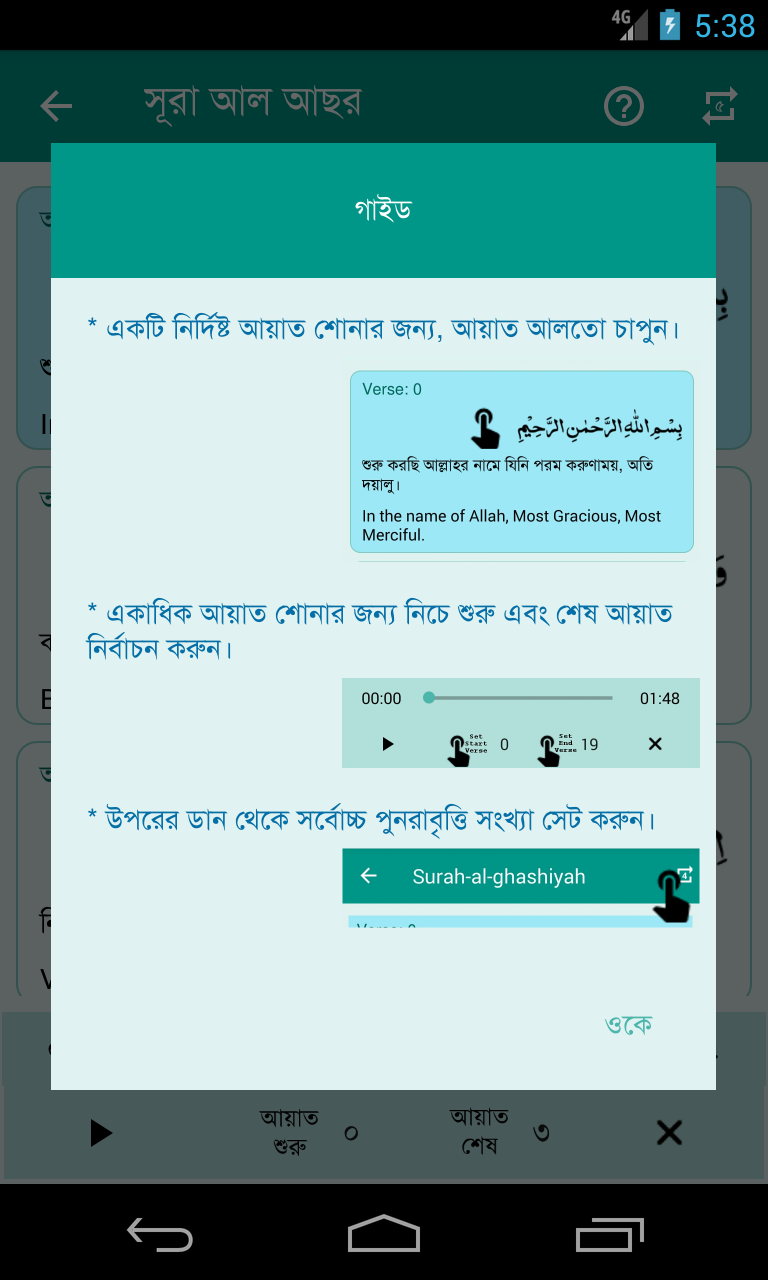 4G 5:38
সূরা আল আছর
৫
গাইড
* একটি নির্দিষ্ট আয়াত শোনার জন্য, আয়াত আলতো চাপুন।
Verse: 0
بِسْمِ اللّٰهِ الرَّحْمٰنِ الرَّحِيْمِ
শুরু করছি আল্লাহর নামে যিনি পরম করুণাময়, অতি
দয়ালু।
In the name of Allah, Most Gracious, Most
Merciful.
* একাধিক আয়াত শোনার জন্য নিচে শুরু এবং শেষ আয়াত
নির্বাচন করুন।
00:00 01:48
Set
Start
Verse
0
Set
End
Verse
19
* উপরের ডান থেকে সর্বোচ্চ পুনরাবৃত্তি সংখ্যা সেট করুন।
Surah-al-ghashiyah
ওকে
আয়াত
শুরু
০
আয়াত
শেষ
৩